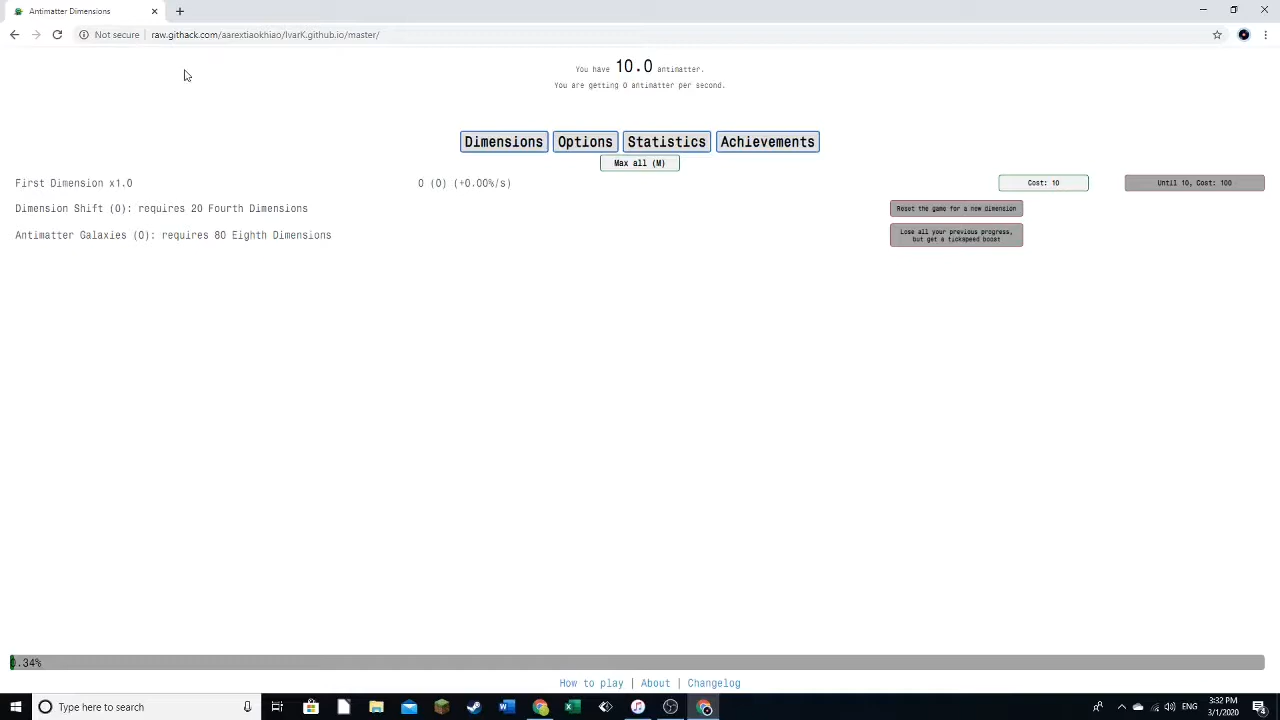 Antimatter Dimensions
Not secure | raw.githack.com/aarextiaokhiao/IvarK.github.io/master/
You have 10.0 antimatter.
You are getting 0 antimatter per second.
Dimensions Options Statistics Achievements
Max all (M)
First Dimension x1.0 0 (0) (+0.00%/s) Cost: 10 Until 10, Cost: 100
Dimension Shift (0): requires 20 Fourth Dimensions Reset the game for a new dimension
Antimatter Galaxies (0): requires 80 Eighth Dimensions Lose all your previous progress,
but get a tickspeed boost
0.34%
How to play | About | Changelog
Type here to search
ENG
3:32 PM
3/1/2020